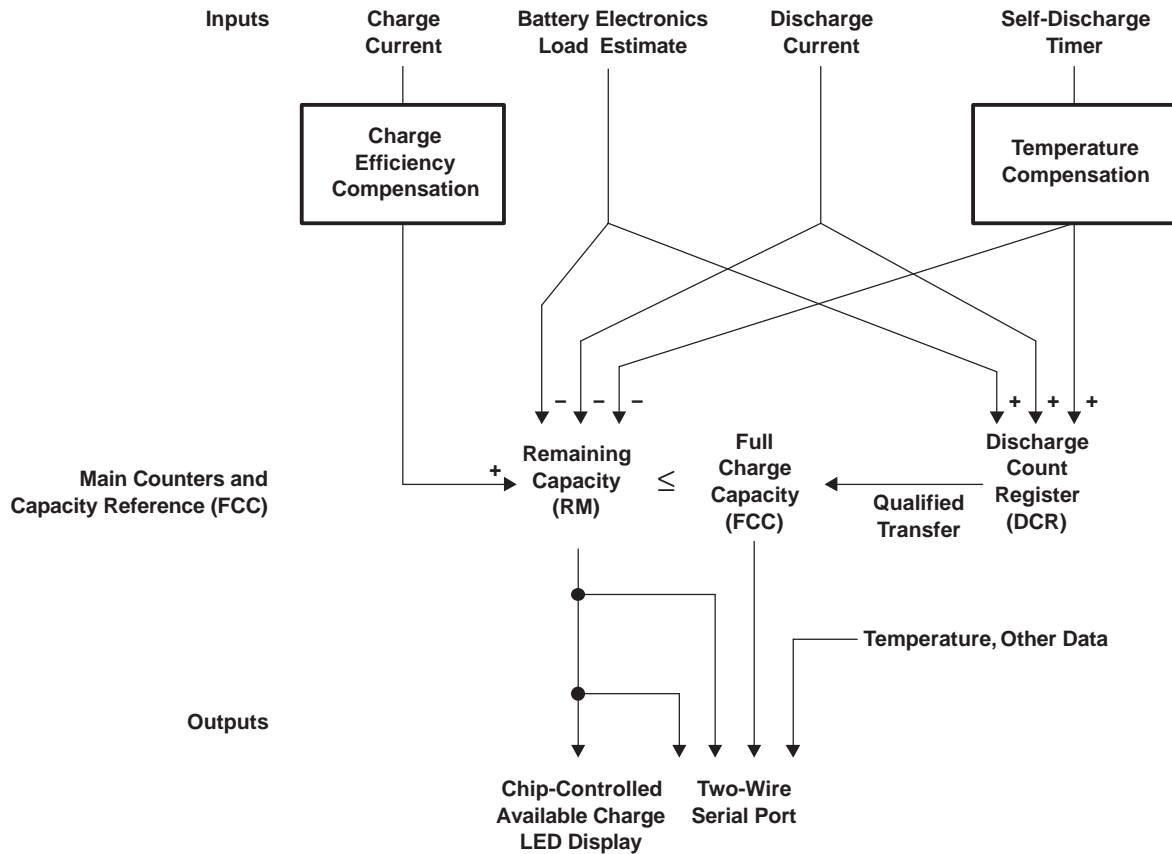 Inputs
Charge
Current
Battery Electronics
Load Estimate
Discharge
Current
Self-Discharge
Timer
Charge
Efficiency
Compensation
Temperature
Compensation
– – –
+ + +
Main Counters and
Capacity Reference (FCC)
+
Remaining
Capacity
(RM)
≤
Full
Charge
Capacity
(FCC)
Qualified
Transfer
Discharge
Count
Register
(DCR)
Temperature, Other Data
Outputs
Chip-Controlled
Available Charge
LED Display
Two-Wire
Serial Port